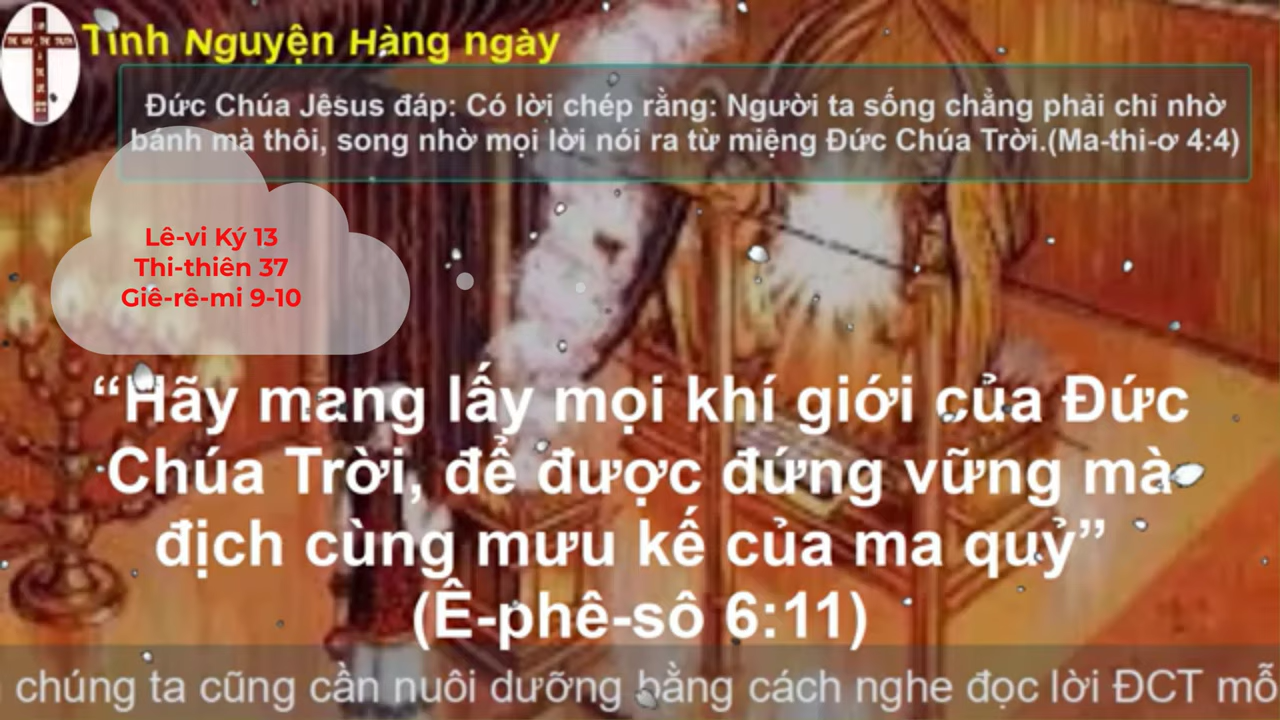 Tĩnh Nguyện Hàng ngày
Đức Chúa Jêsus đáp: Có lời chép rằng: Người ta sống chẳng phải chỉ nhờ
bánh mà thôi, song nhờ mọi lời nói ra từ miệng Đức Chúa Trời.(Ma-thi-ơ 4:4)
Lê-vi Ký 13
Thi-thiên 37
Giê-rê-mi 9-10
“Hãy mang lấy mọi khí giới của Đức
Chúa Trời, để được đứng vững mà
địch cùng mưu kế của ma quỷ”
(Ê-phê-sô 6:11)
chúng ta cũng cần nuôi dưỡng bằng cách nghe đọc lời ĐCT mỗ